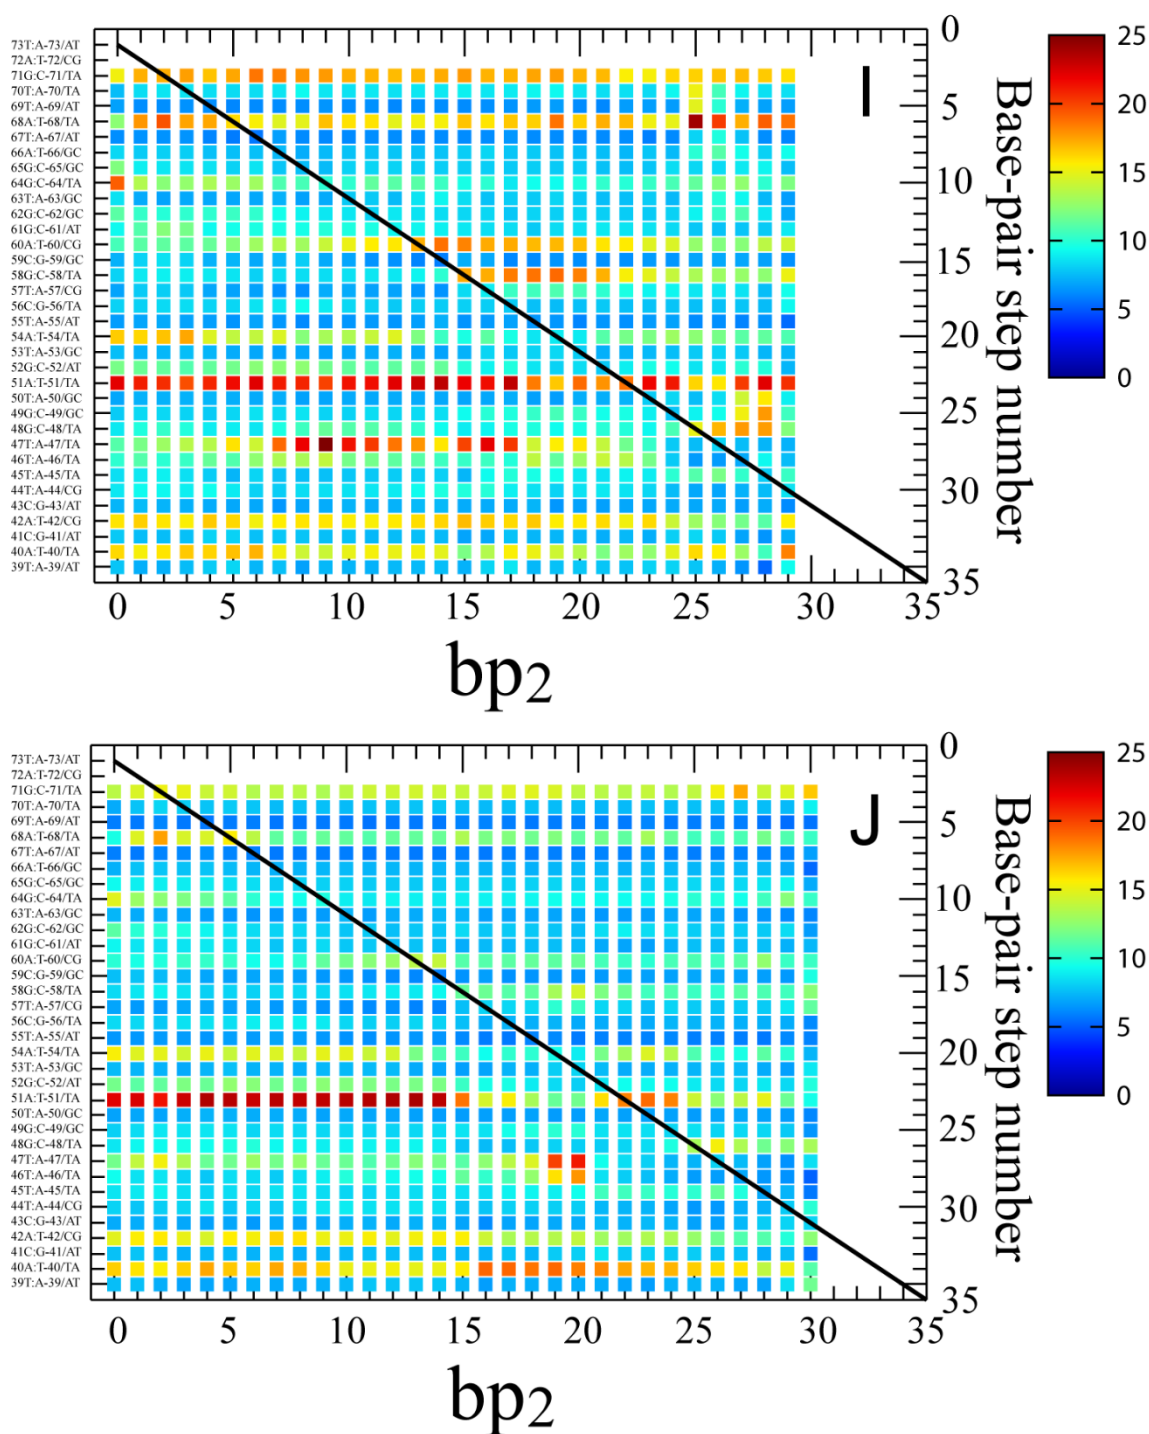 I
73T:A-73/AT
72A:T-72/CG
71G:C-71/TA
70T:A-70/TA
69T:A-69/AT
68A:T-68/TA
67T:A-67/AT
66A:T-66/GC
65G:C-65/GC
64G:C-64/TA
63T:A-63/GC
62G:C-62/GC
61G:C-61/AT
60A:T-60/CG
59C:G-59/GC
58G:C-58/TA
57T:A-57/CG
56C:G-56/TA
55T:A-55/AT
54A:T-54/TA
53T:A-53/GC
52G:C-52/AT
51A:T-51/TA
50T:A-50/GC
49G:C-49/GC
48G:C-48/TA
47T:A-47/TA
46T:A-46/TA
45T:A-45/TA
44T:A-44/CG
43C:G-43/AT
42A:T-42/CG
41C:G-41/AT
40A:T-40/TA
39T:A-39/AT
0 5 10 15 20 25 30 35
bp2
0
5
10
15
20
25
30
35
Base-pair step number
25
20
15
10
5
0
J
73T:A-73/AT
72A:T-72/CG
71G:C-71/TA
70T:A-70/TA
69T:A-69/AT
68A:T-68/TA
67T:A-67/AT
66A:T-66/GC
65G:C-65/GC
64G:C-64/TA
63T:A-63/GC
62G:C-62/GC
61G:C-61/AT
60A:T-60/CG
59C:G-59/GC
58G:C-58/TA
57T:A-57/CG
56C:G-56/TA
55T:A-55/AT
54A:T-54/TA
53T:A-53/GC
52G:C-52/AT
51A:T-51/TA
50T:A-50/GC
49G:C-49/GC
48G:C-48/TA
47T:A-47/TA
46T:A-46/TA
45T:A-45/TA
44T:A-44/CG
43C:G-43/AT
42A:T-42/CG
41C:G-41/AT
40A:T-40/TA
39T:A-39/AT
0 5 10 15 20 25 30 35
bp2
0
5
10
15
20
25
30
35
Base-pair step number
25
20
15
10
5
0